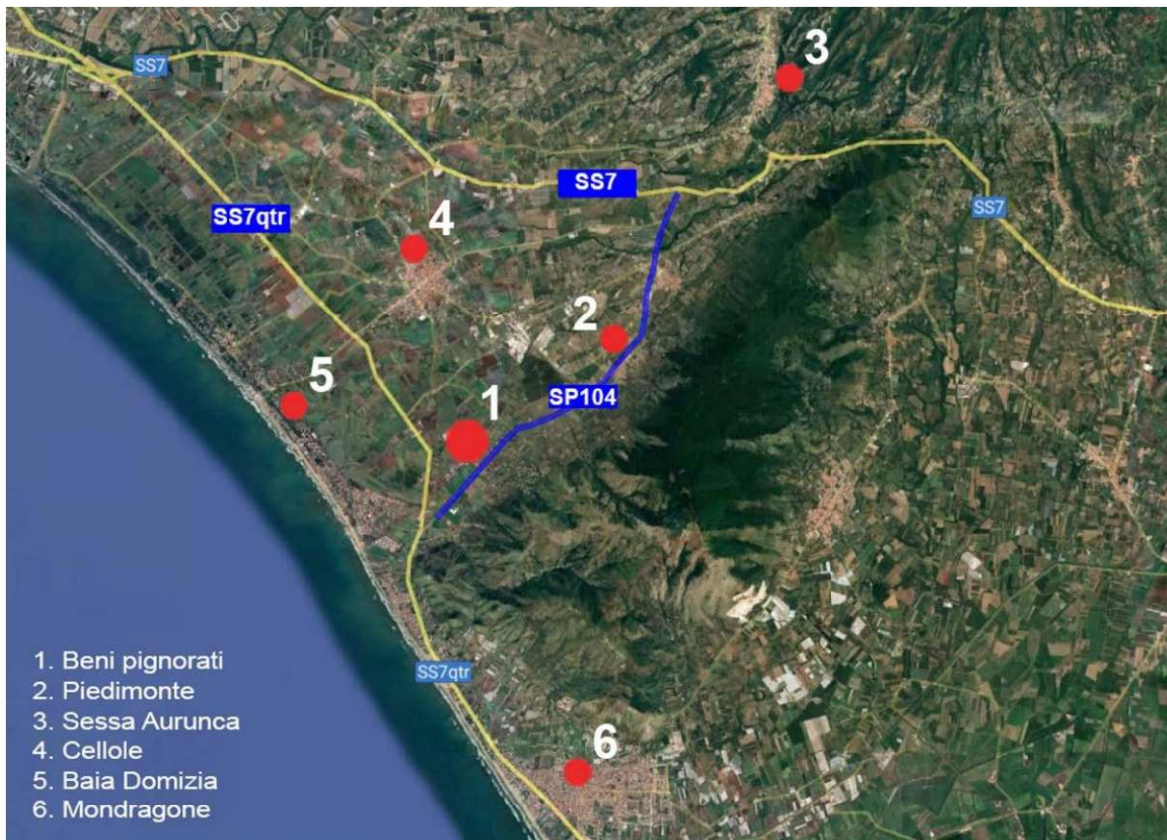 3
SS7
SS7
SS7qtr
4
SS7
2
5
SP104
1
1. Beni pignorati
2. Piedimonte
3. Sessa Aurunca
4. Cellole
5. Baia Domizia
6. Mondragone
SS7qtr
6